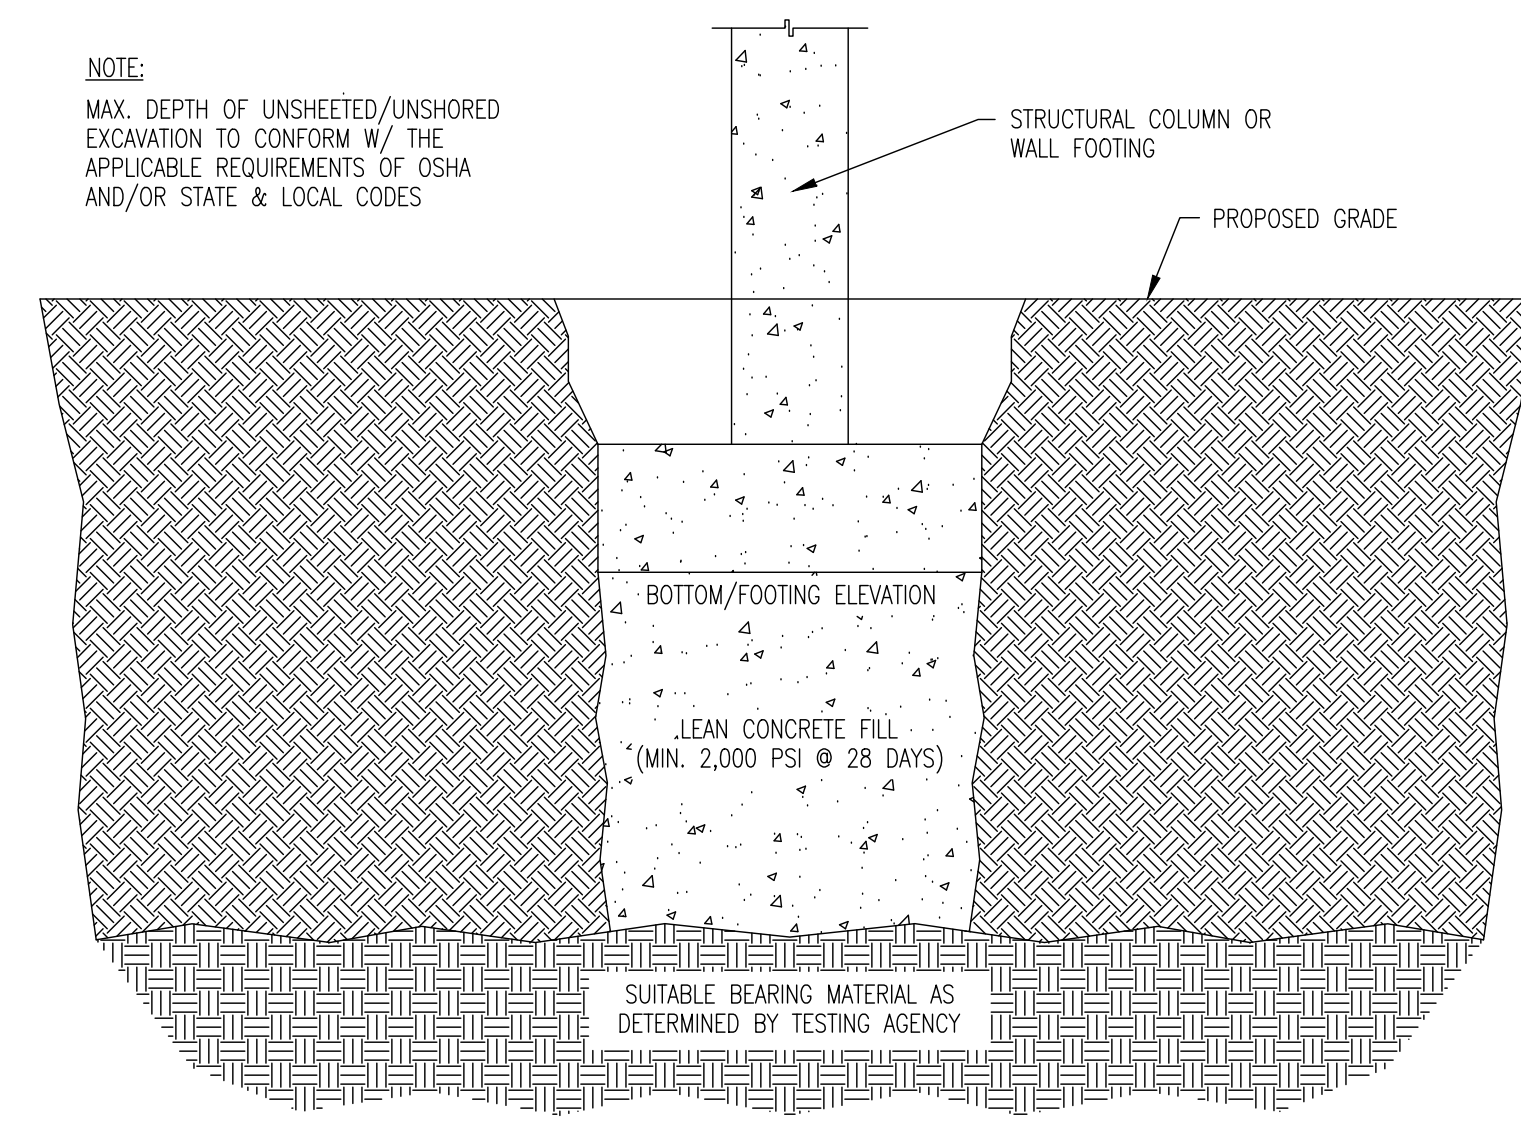 NOTE:
MAX. DEPTH OF UNSHEETED/UNSHORED
EXCAVATION TO CONFORM W/ THE
APPLICABLE REQUIREMENTS OF OSHA
AND/OR STATE & LOCAL CODES
STRUCTURAL COLUMN OR
WALL FOOTING
PROPOSED GRADE
BOTTOM/FOOTING ELEVATION
LEAN CONCRETE FILL
(MIN. 2,000 PSI @ 28 DAYS)
SUITABLE BEARING MATERIAL AS
DETERMINED BY TESTING AGENCY